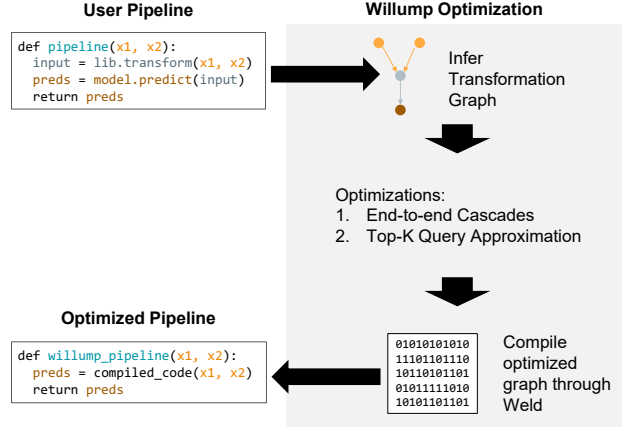 User Pipeline
def pipeline(x1, x2):
input = lib.transform(x1, x2)
preds = model.predict(input)
return preds
Willump Optimization
Infer
Transformation
Graph
Optimizations:
1. End-to-end Cascades
2. Top-K Query Approximation
Optimized Pipeline
def willump_pipeline(x1, x2):
preds = compiled_code(x1, x2)
return preds
01010101010
11101101110
10110101101
01011111010
10101101101
Compile
optimized
graph through
Weld